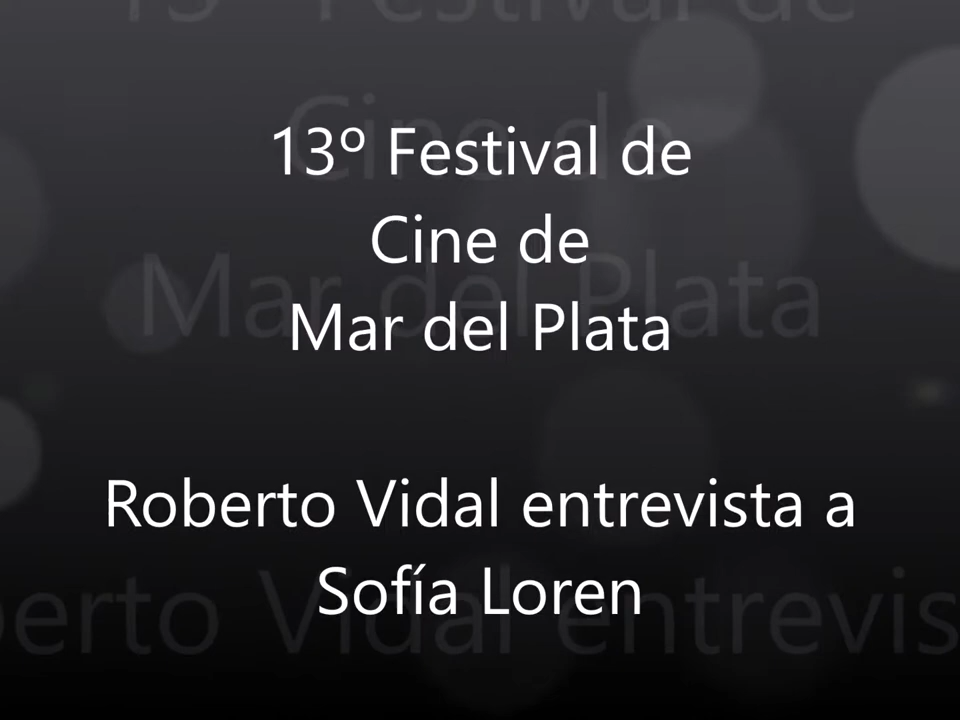 13º Festival de
Cine de
Mar del Plata
Roberto Vidal entrevista a
Sofía Loren